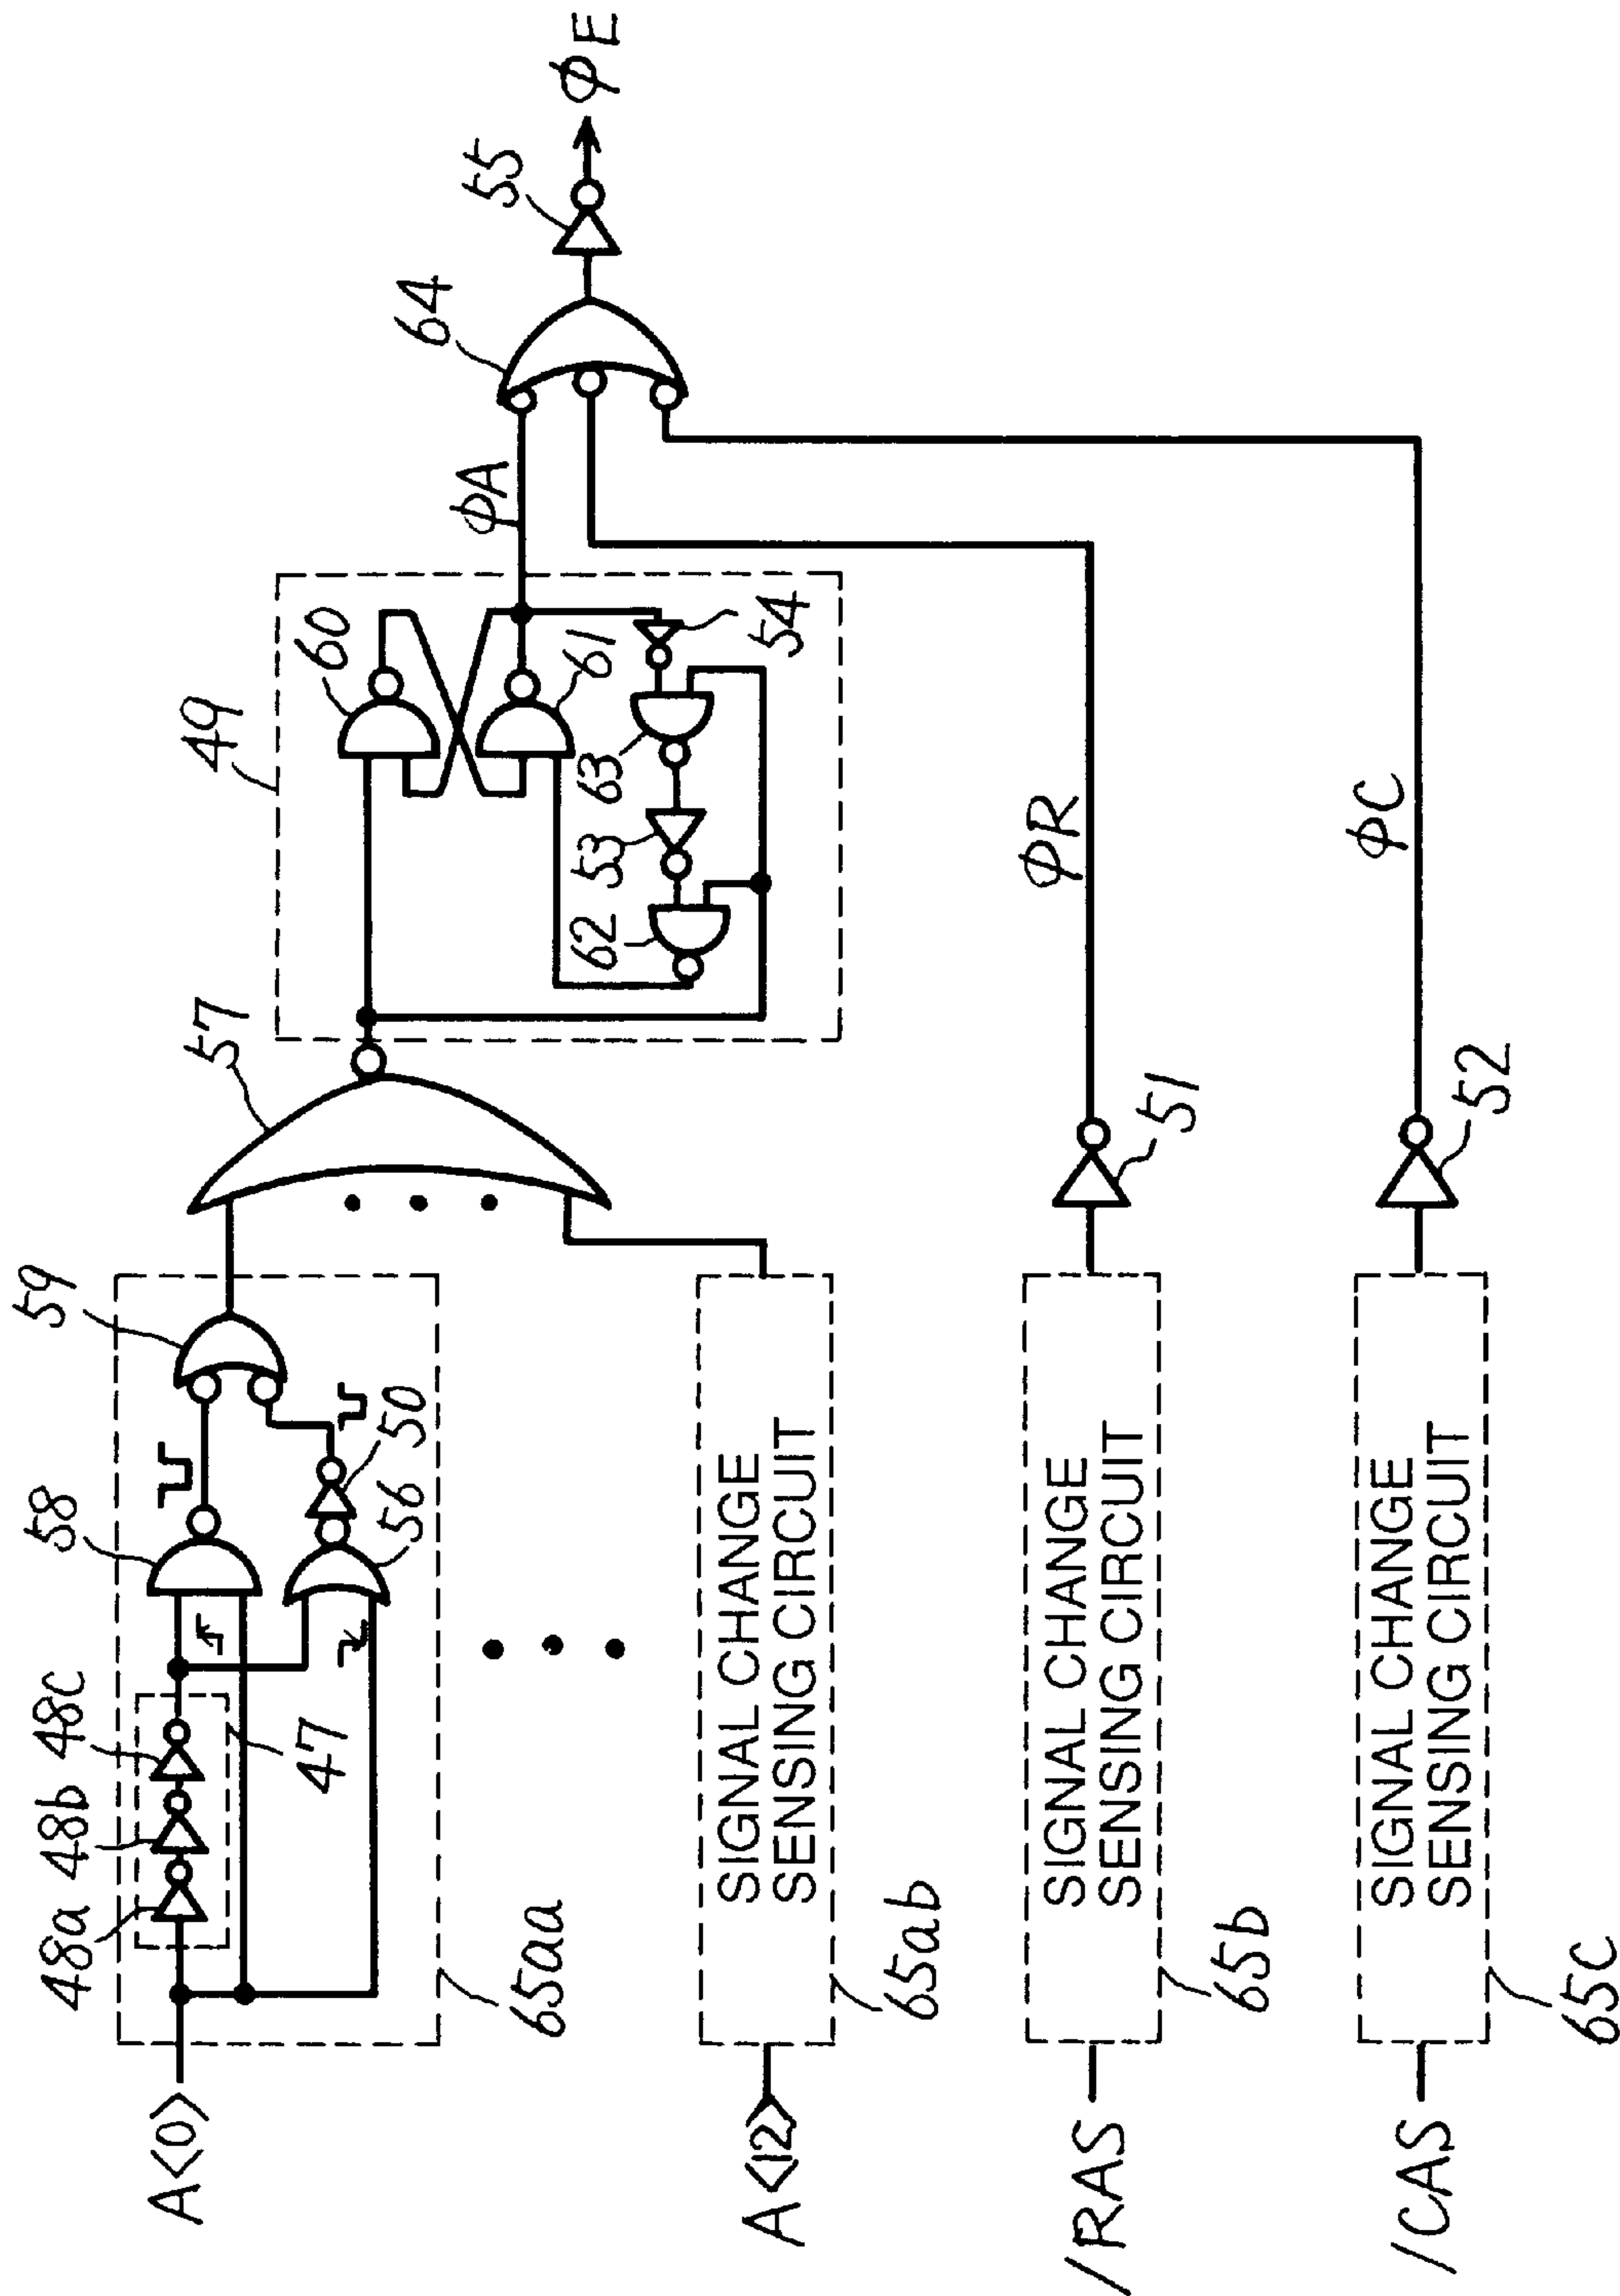 A<0>
48a
48b
48c
47
58
59
50
56
65aa
57
49
60
61
62
53
63
54
φA
64
55
φE
A<12>
SIGNAL CHANGE
SENSING CIRCUIT
65ab
/RAS
SIGNAL CHANGE
SENSING CIRCUIT
65b
51
φR
/CAS
SIGNAL CHANGE
SENSING CIRCUIT
65c
52
φC